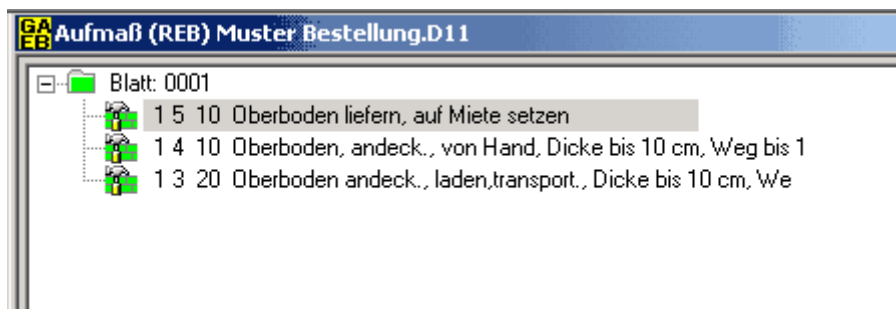 GA
EB Aufmaß (REB) Muster Bestellung.D11
Blatt: 0001
1 5 10 Oberboden liefern, auf Miete setzen
1 4 10 Oberboden, andeck., von Hand, Dicke bis 10 cm, Weg bis 1
1 3 20 Oberboden andeck., laden,transport., Dicke bis 10 cm, We